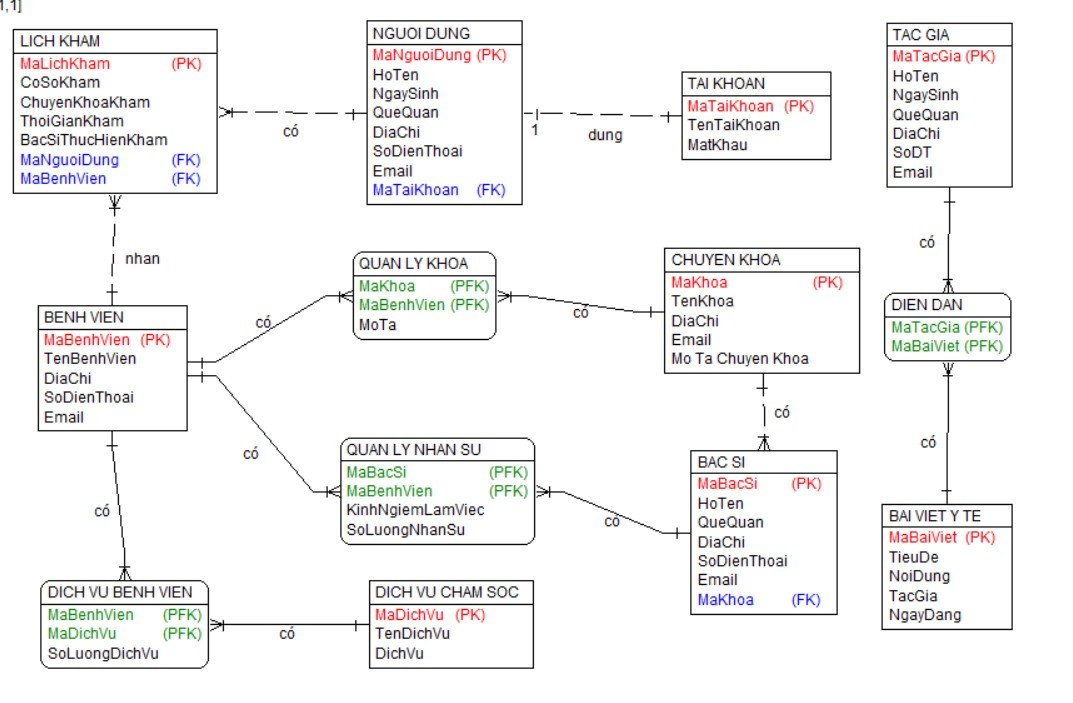 1,1]
LICH KHAM
MaLichKham (PK)
CoSoKham
ChuyenKhoaKham
ThoiGianKham
BacSiThucHienKham
MaNguoiDung (FK)
MaBenhVien (FK)
có
NGUOI DUNG
MaNguoiDung (PK)
HoTen
NgaySinh
QueQuan
DiaChi
SoDienThoai
Email
MaTaiKhoan (FK)
1
dung
TAI KHOAN
MaTaiKhoan (PK)
TenTaiKhoan
MatKhau
TAC GIA
MaTacGia (PK)
HoTen
NgaySinh
QueQuan
DiaChi
SoDT
Email
có
nhan
QUAN LY KHOA
MaKhoa (PFK)
MaBenhVien (PFK)
MoTa
có
có
CHUYEN KHOA
MaKhoa (PK)
TenKhoa
DiaChi
Email
Mo Ta Chuyen Khoa
DIEN DAN
MaTacGia (PFK)
MaBaiViet (PFK)
BENH VIEN
MaBenhVien (PK)
TenBenhVien
DiaChi
SoDienThoai
Email
có
có
có
QUAN LY NHAN SU
MaBacSi (PFK)
MaBenhVien (PFK)
KinhNgiemLamViec
SoLuongNhanSu
có
BAC SI
MaBacSi (PK)
HoTen
QueQuan
DiaChi
SoDienThoai
Email
MaKhoa (FK)
BAI VIET Y TE
MaBaiViet (PK)
TieuDe
NoiDung
TacGia
NgayDang
có
DICH VU BENH VIEN
MaBenhVien (PFK)
MaDichVu (PFK)
SoLuongDichVu
có
DICH VU CHAM SOC
MaDichVu (PK)
TenDichVu
DichVu